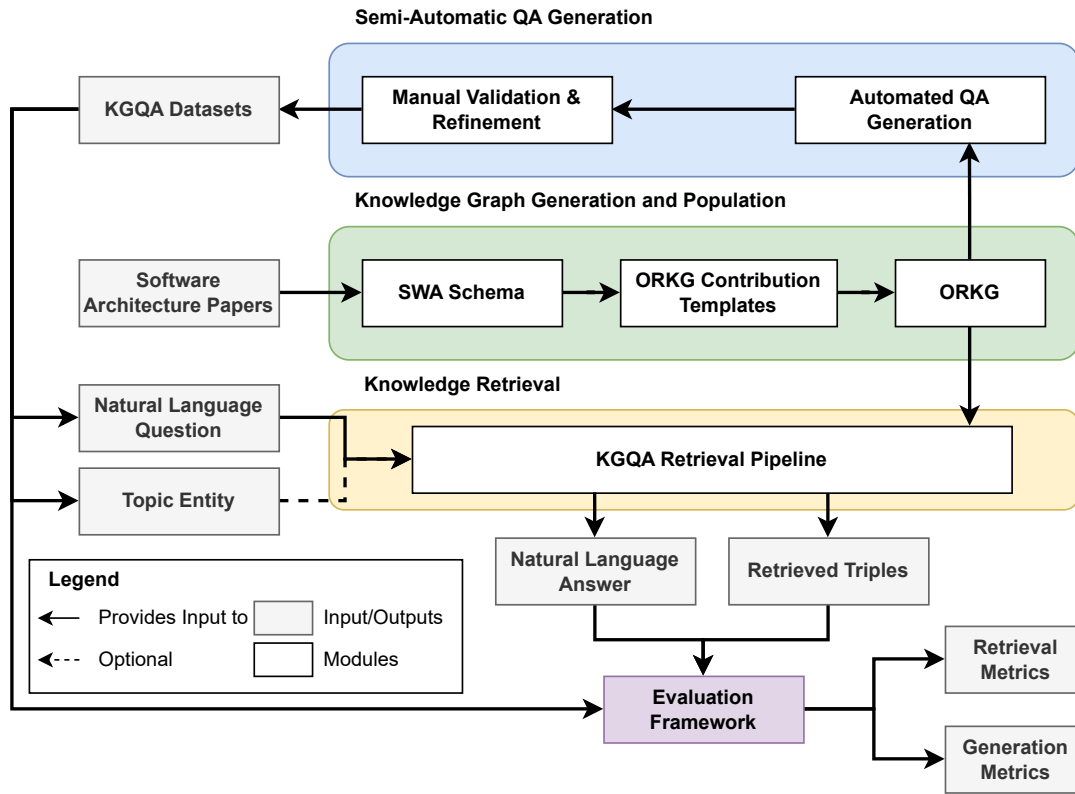 Semi-Automatic QA Generation
KGQA Datasets
Manual Validation &
Refinement
Automated QA
Generation
Knowledge Graph Generation and Population
Software
Architecture Papers
SWA Schema
ORKG Contribution
Templates
ORKG
Knowledge Retrieval
Natural Language
Question
Topic Entity
KGQA Retrieval Pipeline
Natural Language
Answer
Retrieved Triples
Legend
Provides Input to
Input/Outputs
Optional
Modules
Evaluation
Framework
Retrieval
Metrics
Generation
Metrics